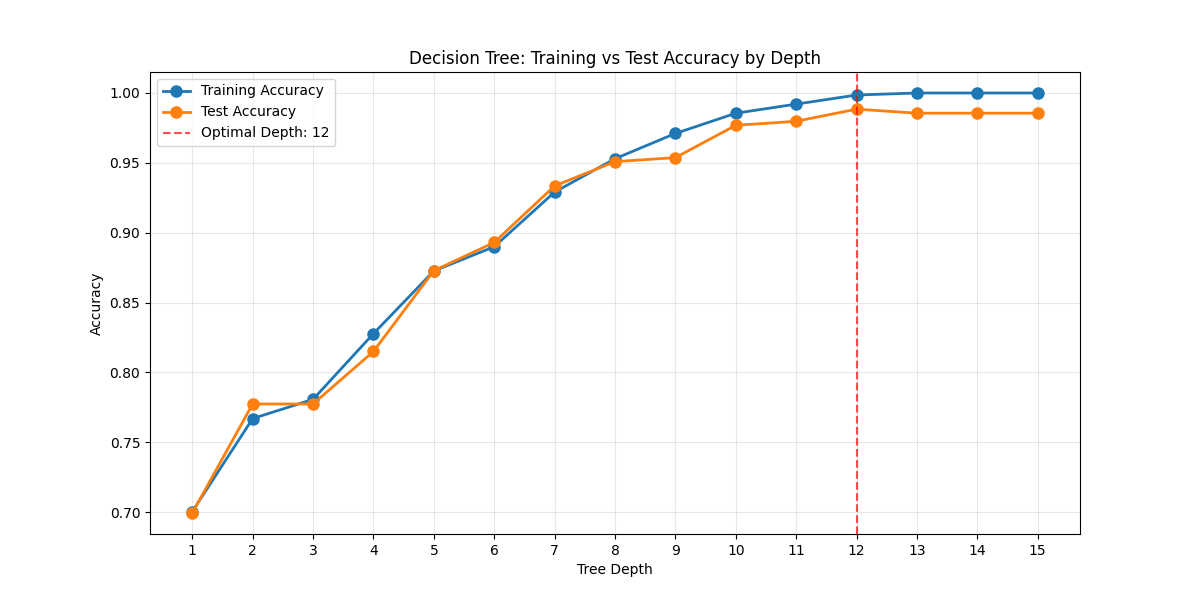 Decision Tree: Training vs Test Accuracy by Depth
Training Accuracy
Test Accuracy
Optimal Depth: 12
1.00
0.95
0.90
0.85
0.80
0.75
0.70
Accuracy
1 2 3 4 5 6 7 8 9 10 11 12 13 14 15
Tree Depth